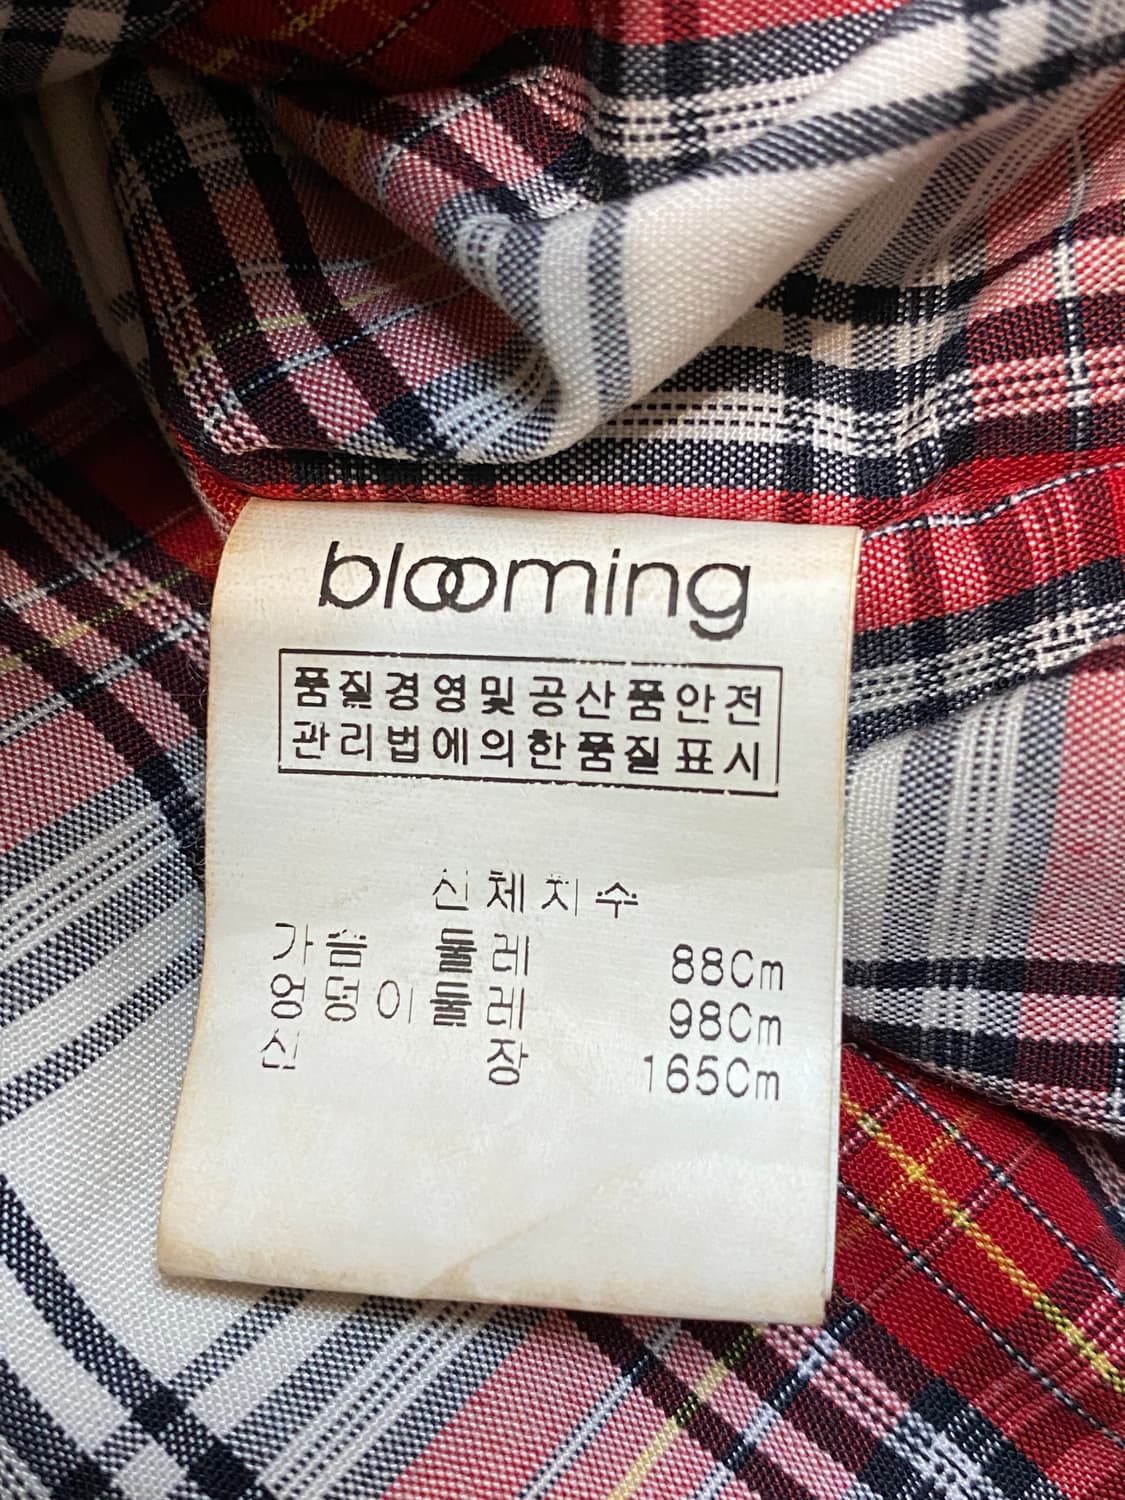 blooming
품질경영및공산품안전
관리법에의한품질표시
신체치수
가슴 둘레 88Cm
엉덩이둘레 98Cm
신 장 165Cm